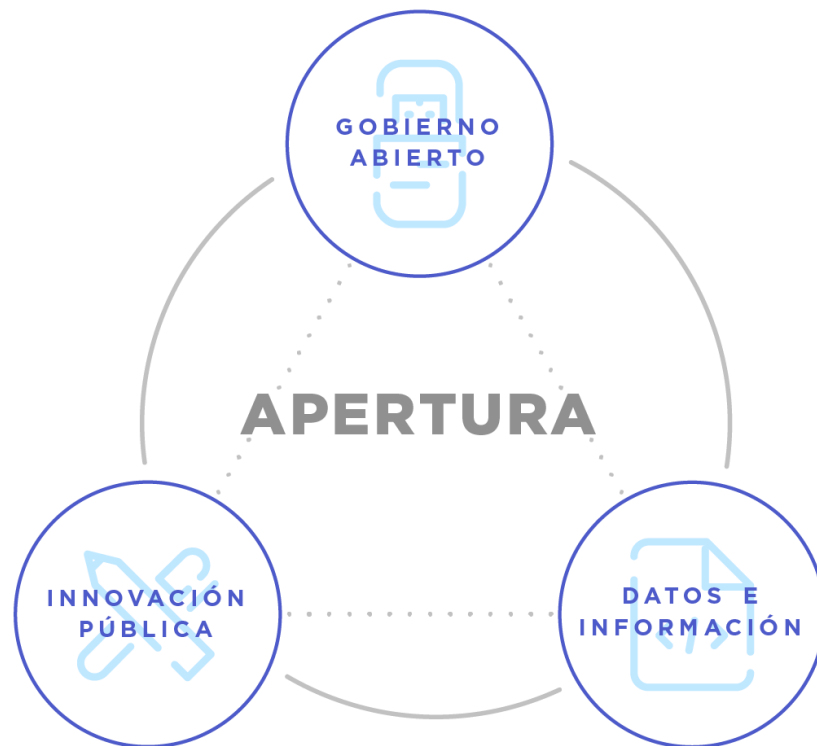 GOBIERNO
ABIERTO
APERTURA
INNOVACIÓN
PÚBLICA
DATOS E
INFORMACIÓN